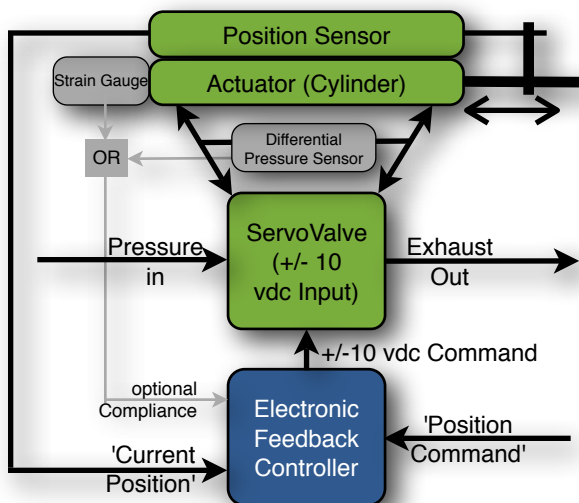 Position Sensor
Strain Gauge
Actuator (Cylinder)
Differential
Pressure Sensor
OR
Pressure
in
ServoValve
(+/- 10
vdc Input)
Exhaust
Out
+/-10 vdc Command
optional
Compliance
Electronic
Feedback
Controller
'Position
Command'
'Current
Position'